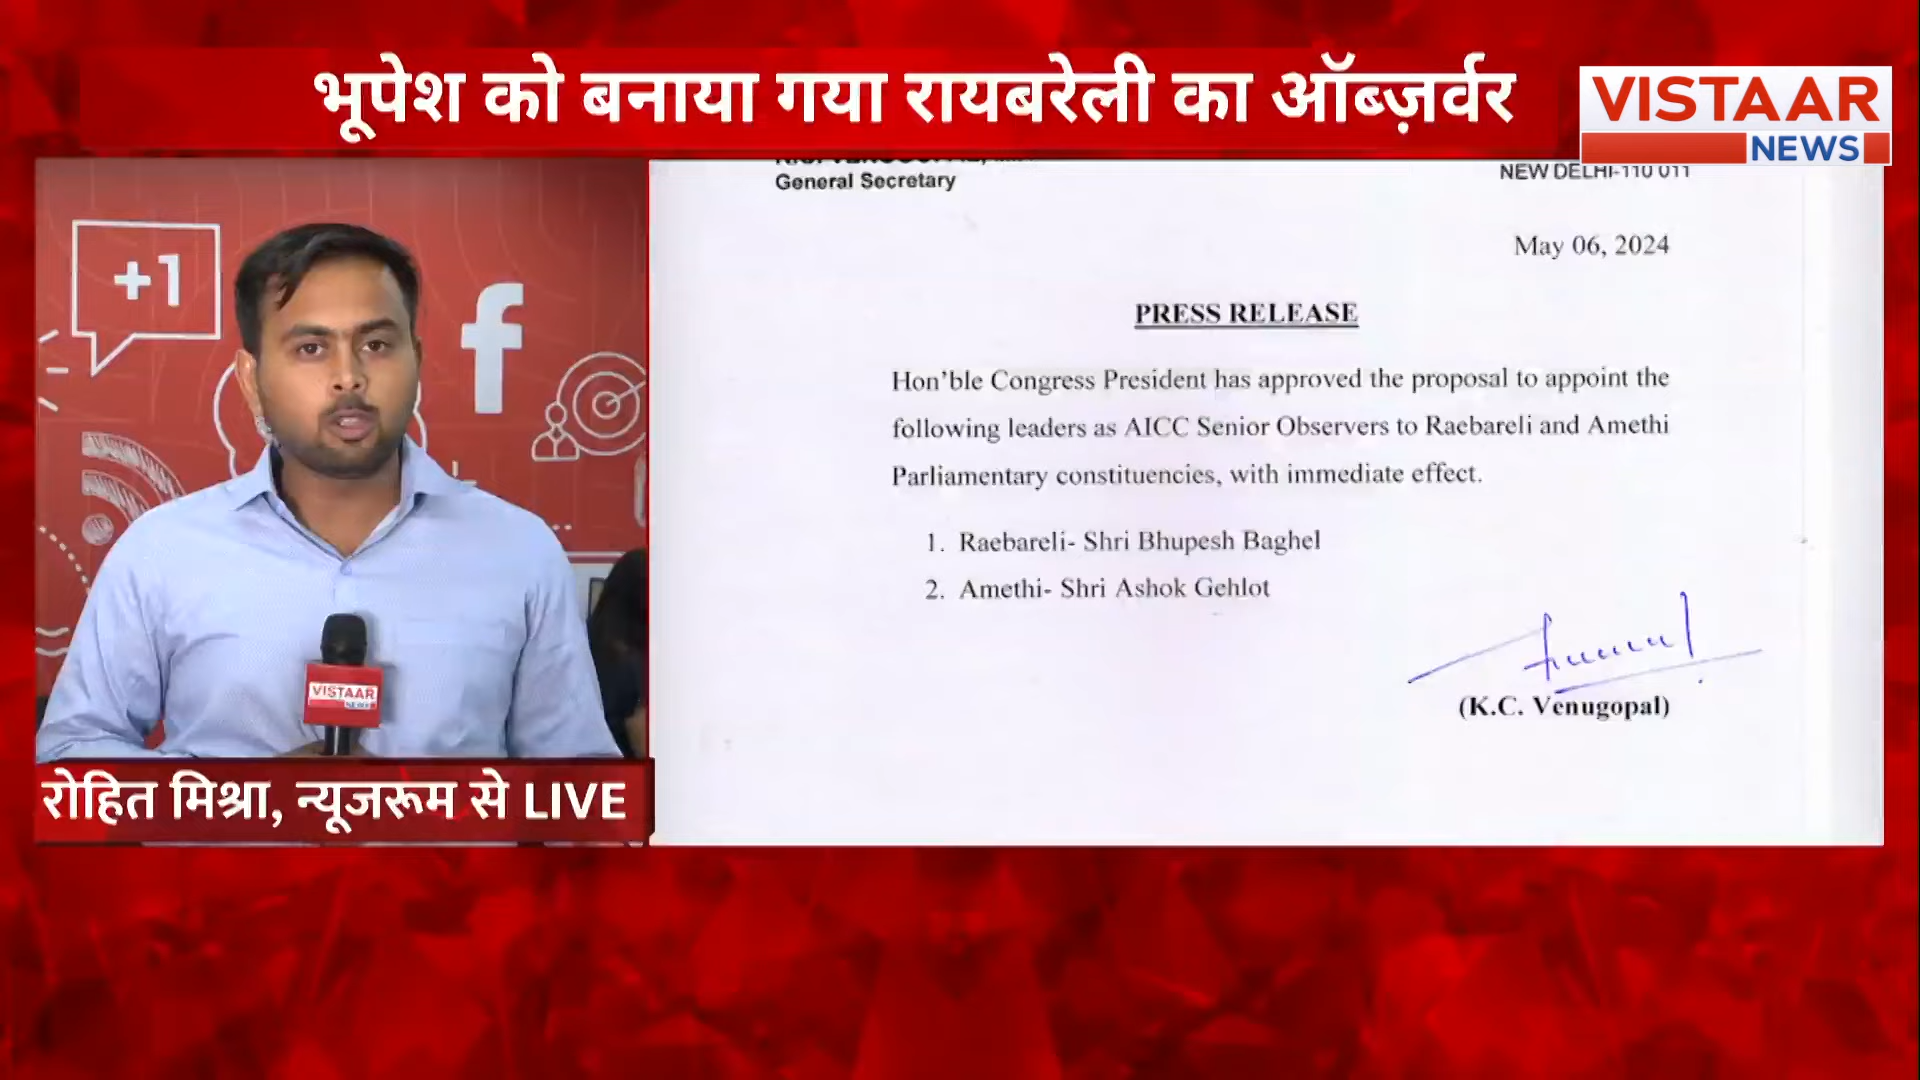 भूपेश को बनाया गया रायबरेली का ऑब्ज़र्वर
VISTAAR
NEWS
General Secretary
NEW DELHI-110 011
May 06, 2024
PRESS RELEASE
Hon'ble Congress President has approved the proposal to appoint the
following leaders as AICC Senior Observers to Raebareli and Amethi
Parliamentary constituencies, with immediate effect.
1. Raebareli- Shri Bhupesh Baghel
2. Amethi- Shri Ashok Gehlot
(K.C. Venugopal)
+1
f
VISTAAR
NEWS
रोहित मिश्रा, न्यूजरूम से LIVE